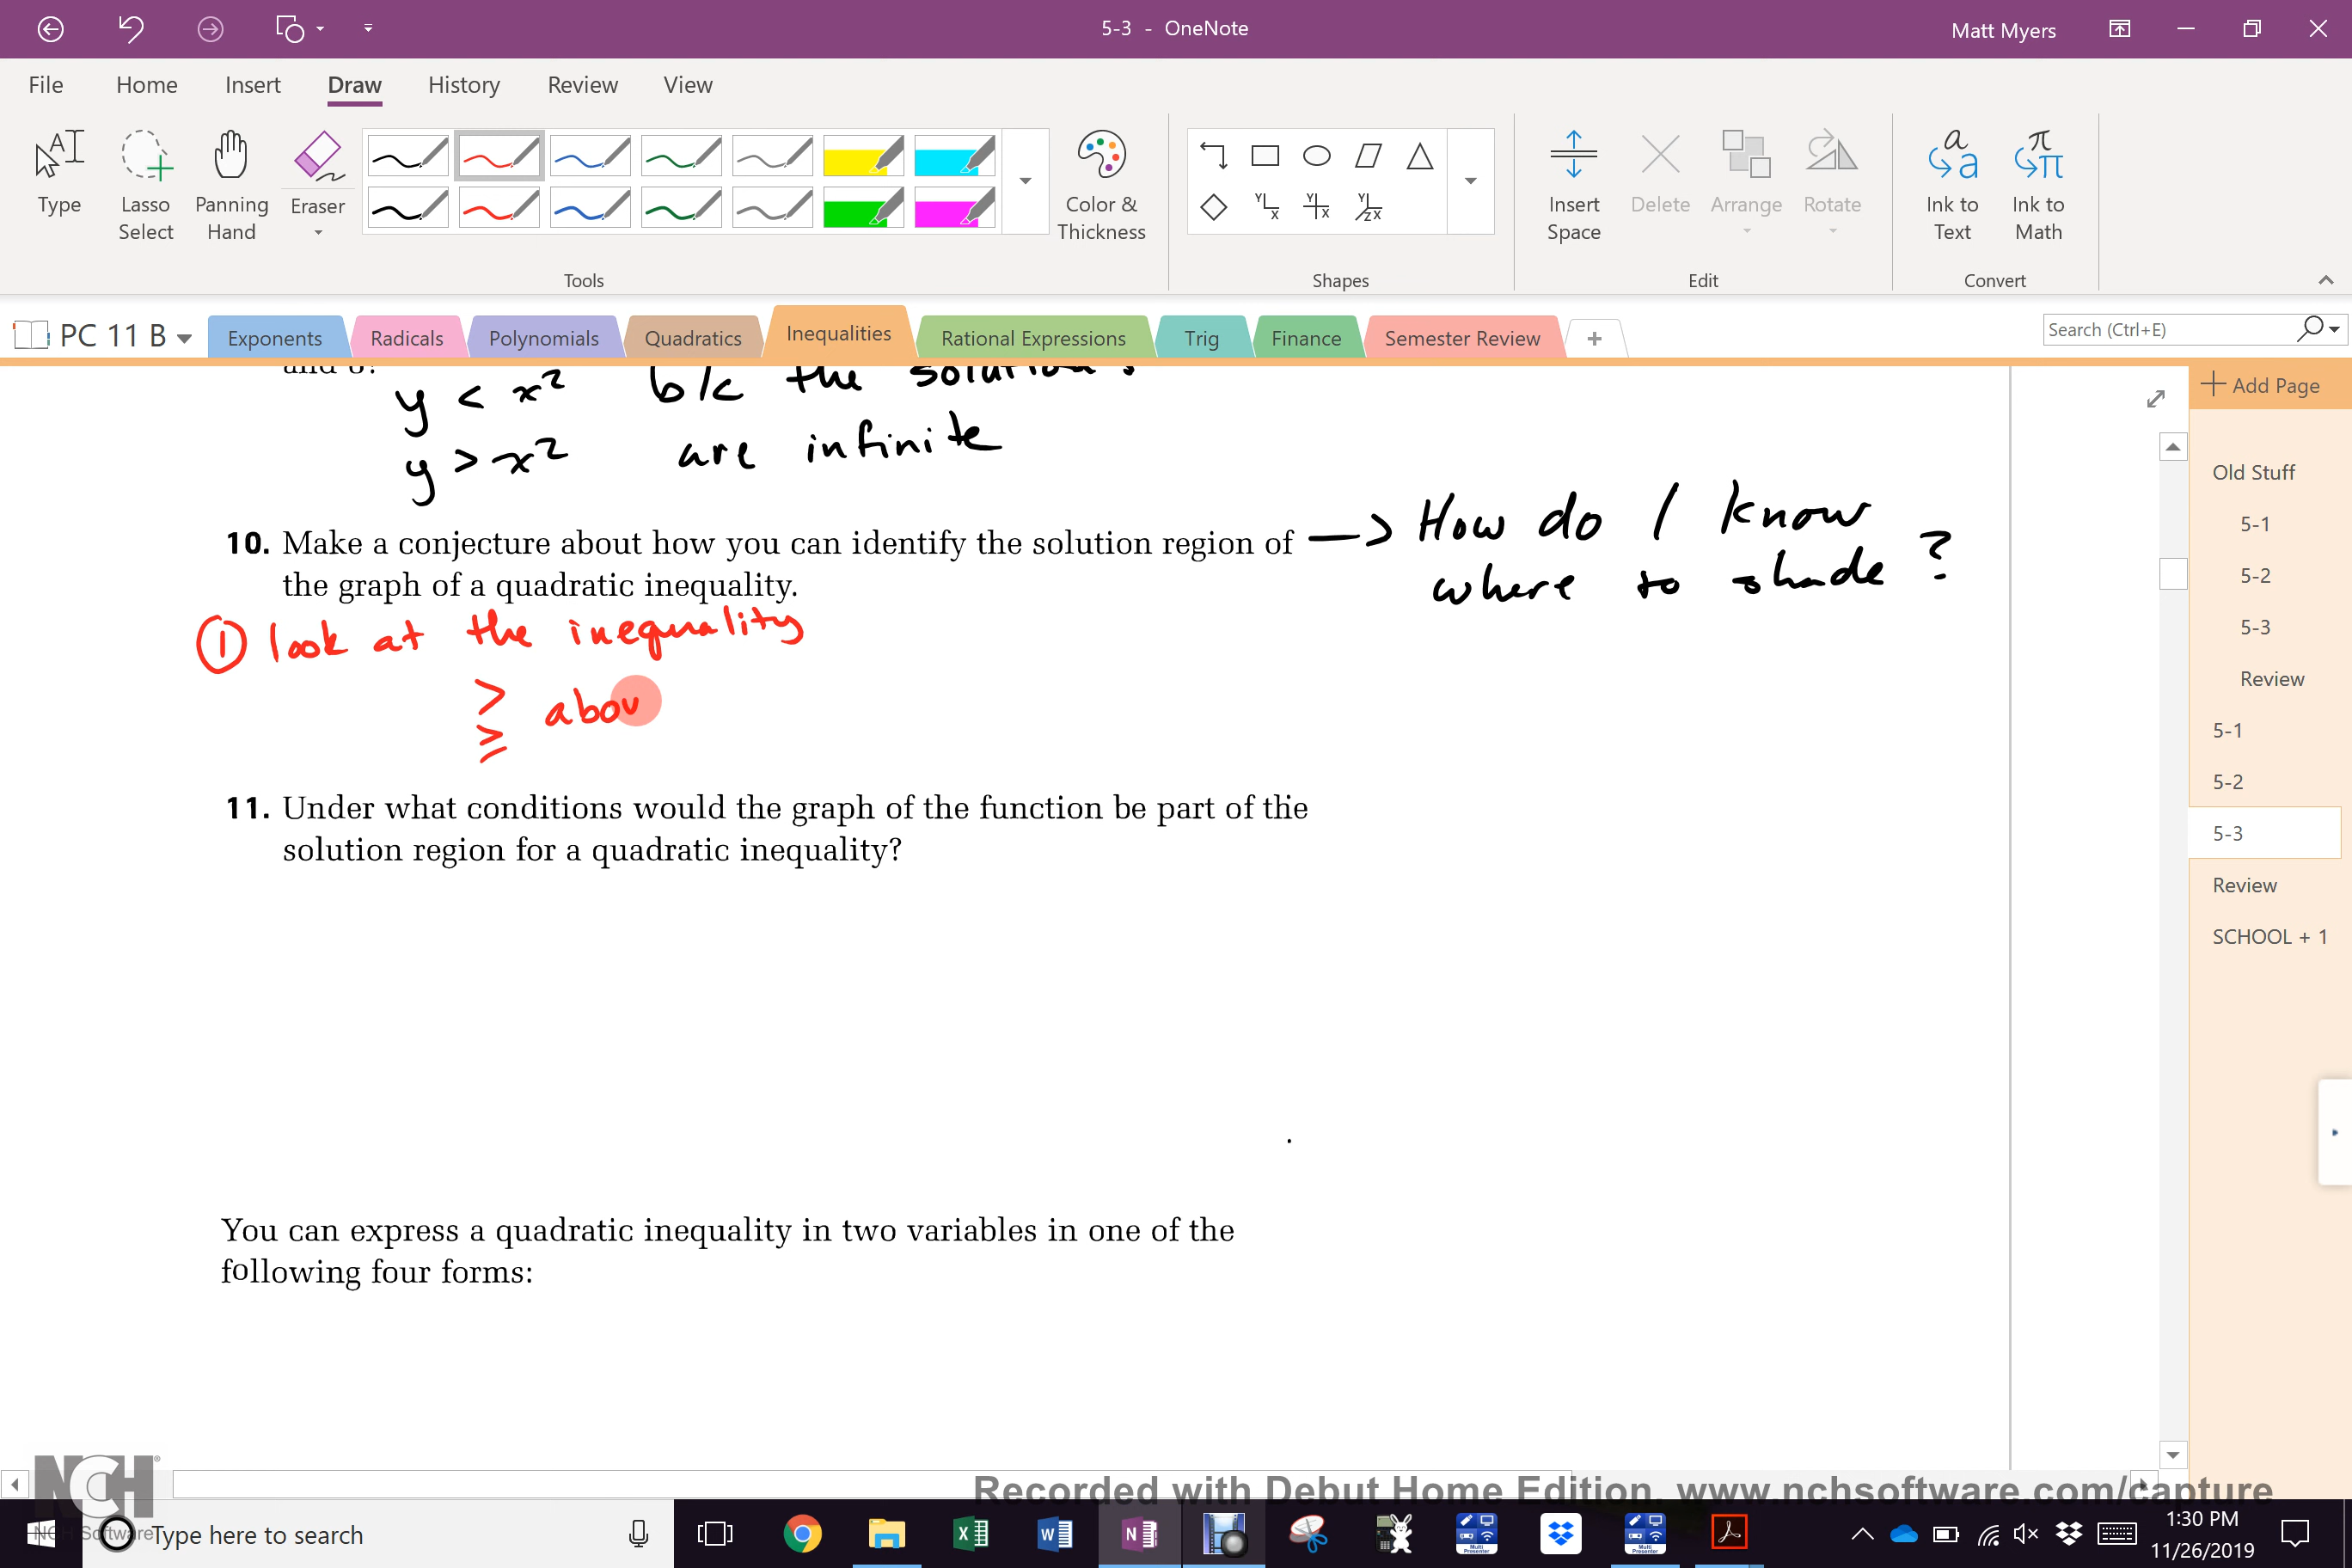 5-3 - OneNote
Matt Myers
File Home Insert Draw History Review View
Type
Lasso Select
Panning Hand
Eraser
Color & Thickness
Insert Space
Delete
Arrange
Rotate
Ink to Text
Ink to Math
Tools
Shapes
Edit
Convert
PC 11 B
Exponents
Radicals
Polynomials
Quadratics
Inequalities
Rational Expressions
Trig
Finance
Semester Review
Search (Ctrl+E)
y < x² b/c the solution's
y > x² are infinite
10. Make a conjecture about how you can identify the solution region of
the graph of a quadratic inequality.
→ How do I know
where to shade ?
① look at the inequality
> abov
≥
11. Under what conditions would the graph of the function be part of the
solution region for a quadratic inequality?
You can express a quadratic inequality in two variables in one of the
following four forms:
Add Page
Old Stuff
5-1
5-2
5-3
Review
5-1
5-2
5-3
Review
SCHOOL + 1
NCH®
NCH Software
Recorded with Debut Home Edition. www.nchsoftware.com/capture
Type here to search
1:30 PM
11/26/2019